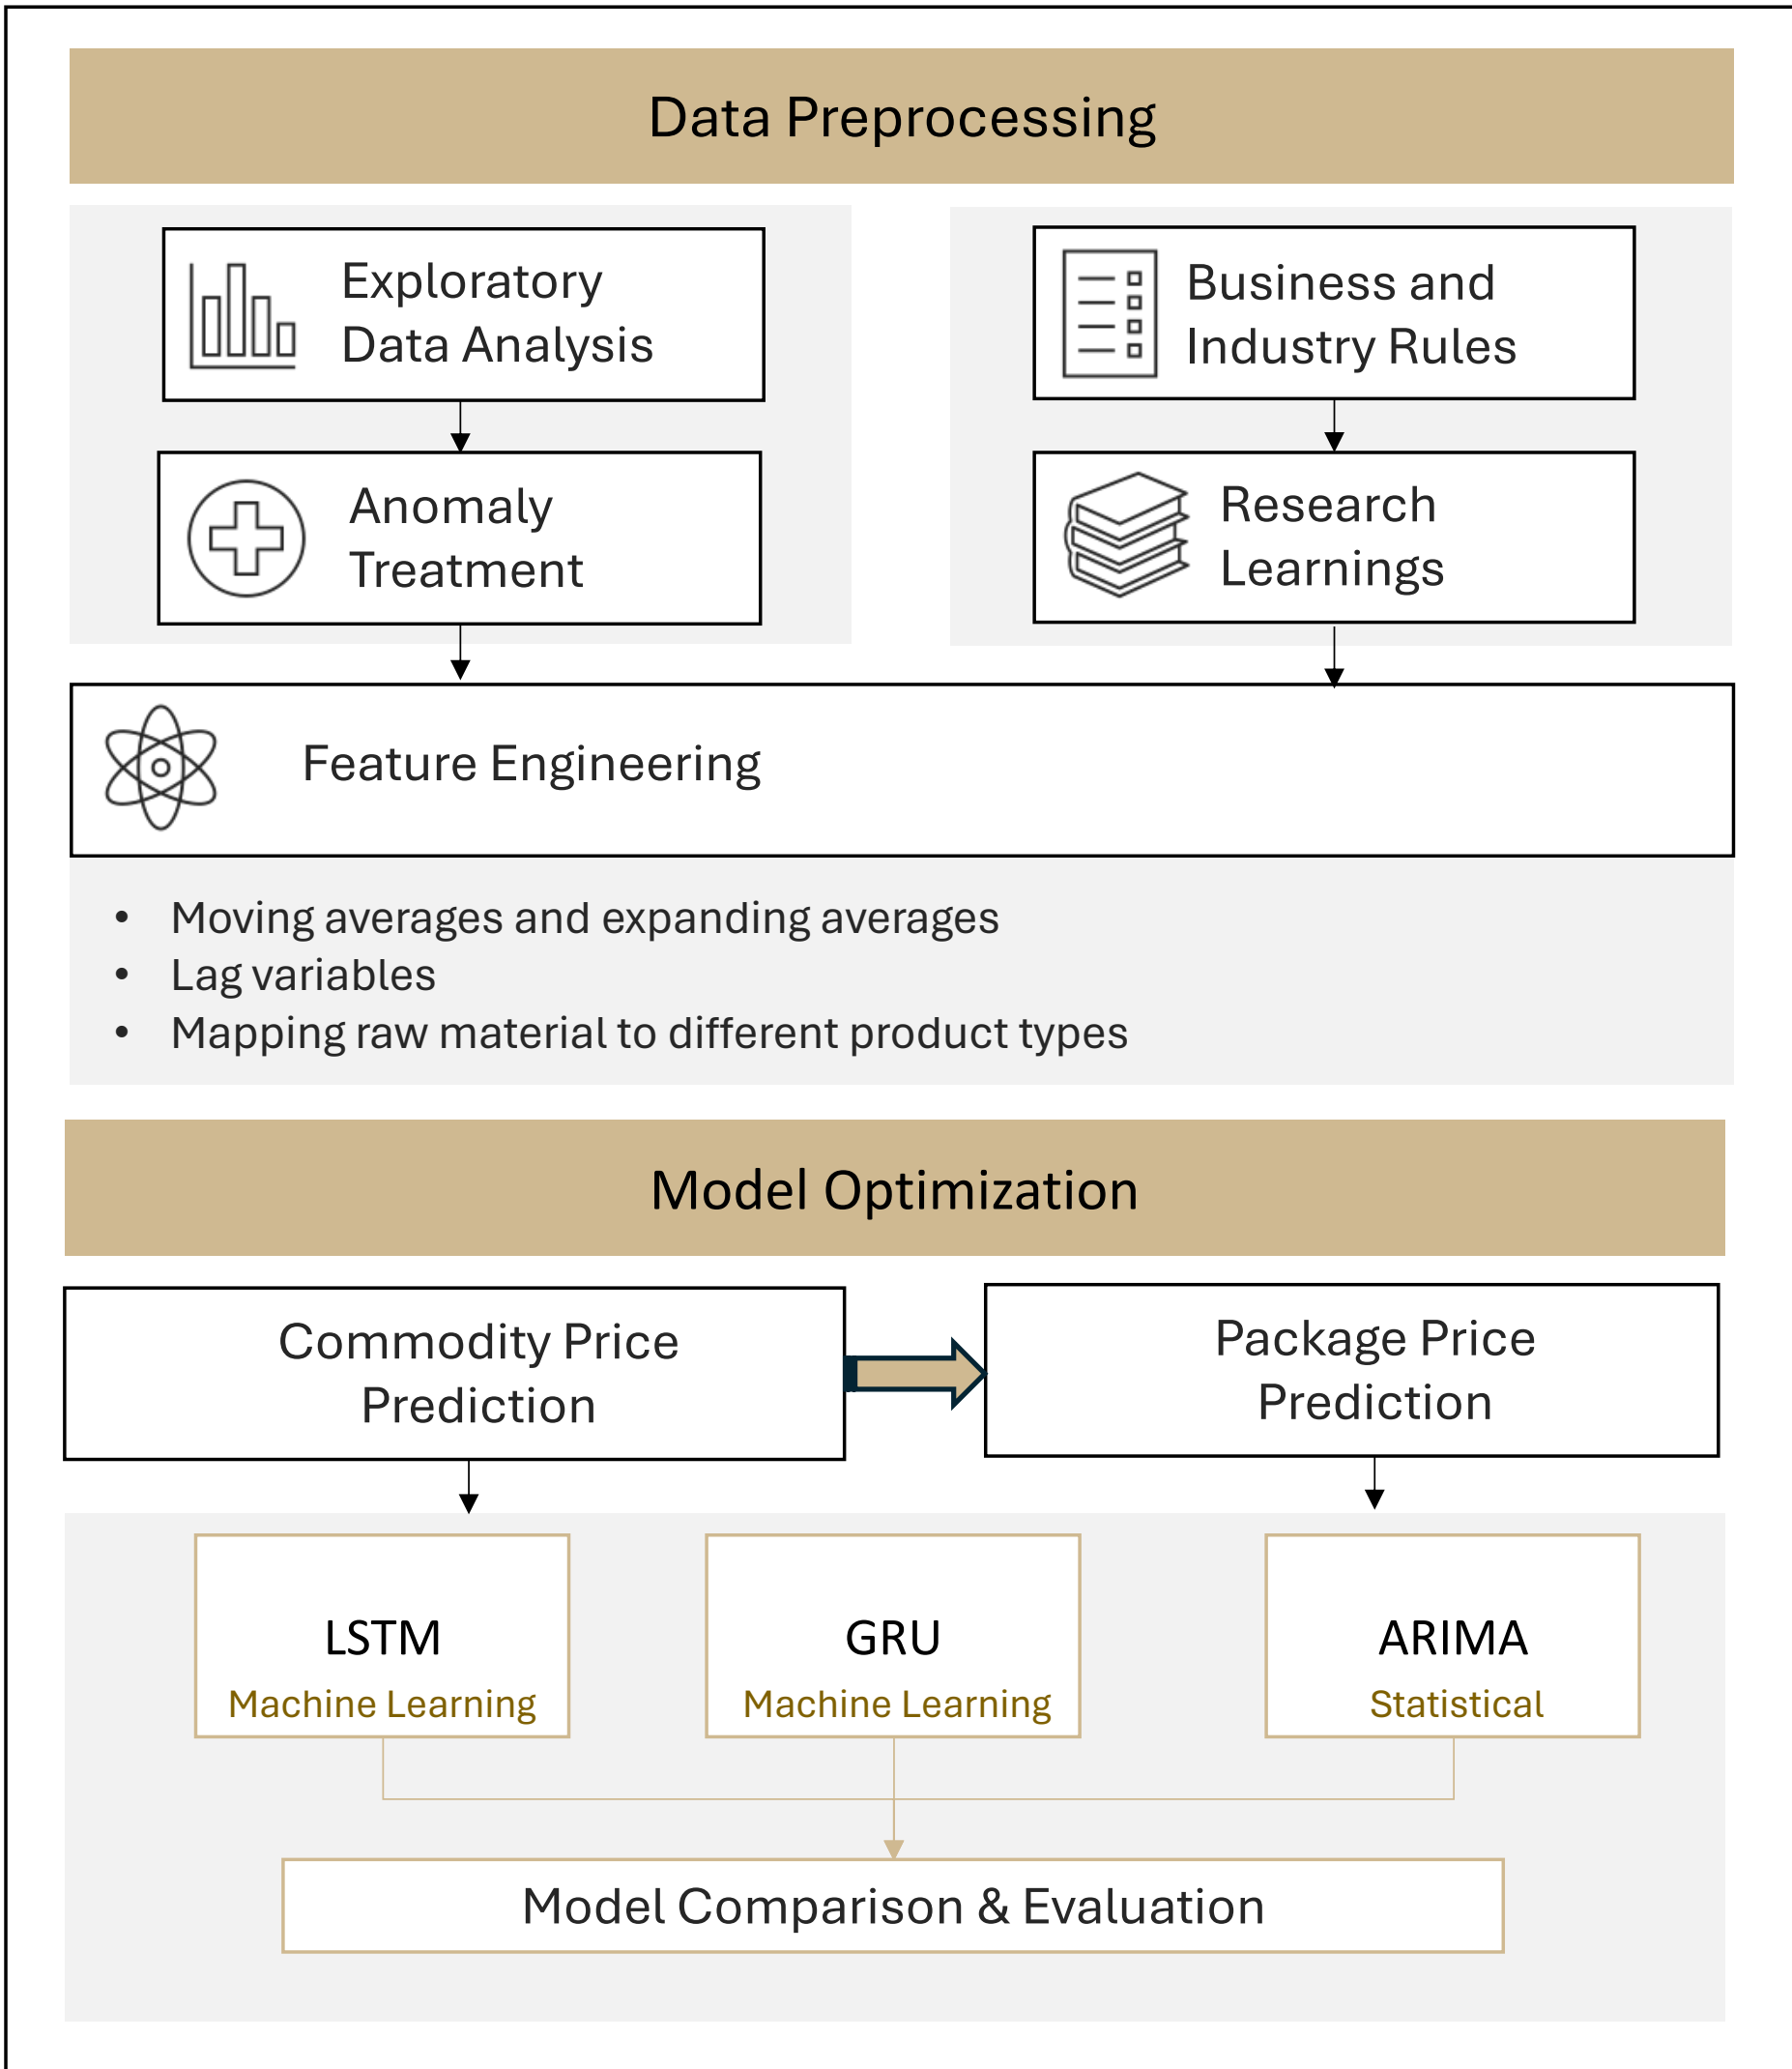 Data Preprocessing
Exploratory
Data Analysis
Business and
Industry Rules
Anomaly
Treatment
Research
Learnings
Feature Engineering
• Moving averages and expanding averages
• Lag variables
• Mapping raw material to different product types
Model Optimization
Commodity Price
Prediction
Package Price
Prediction
LSTM
Machine Learning
GRU
Machine Learning
ARIMA
Statistical
Model Comparison & Evaluation